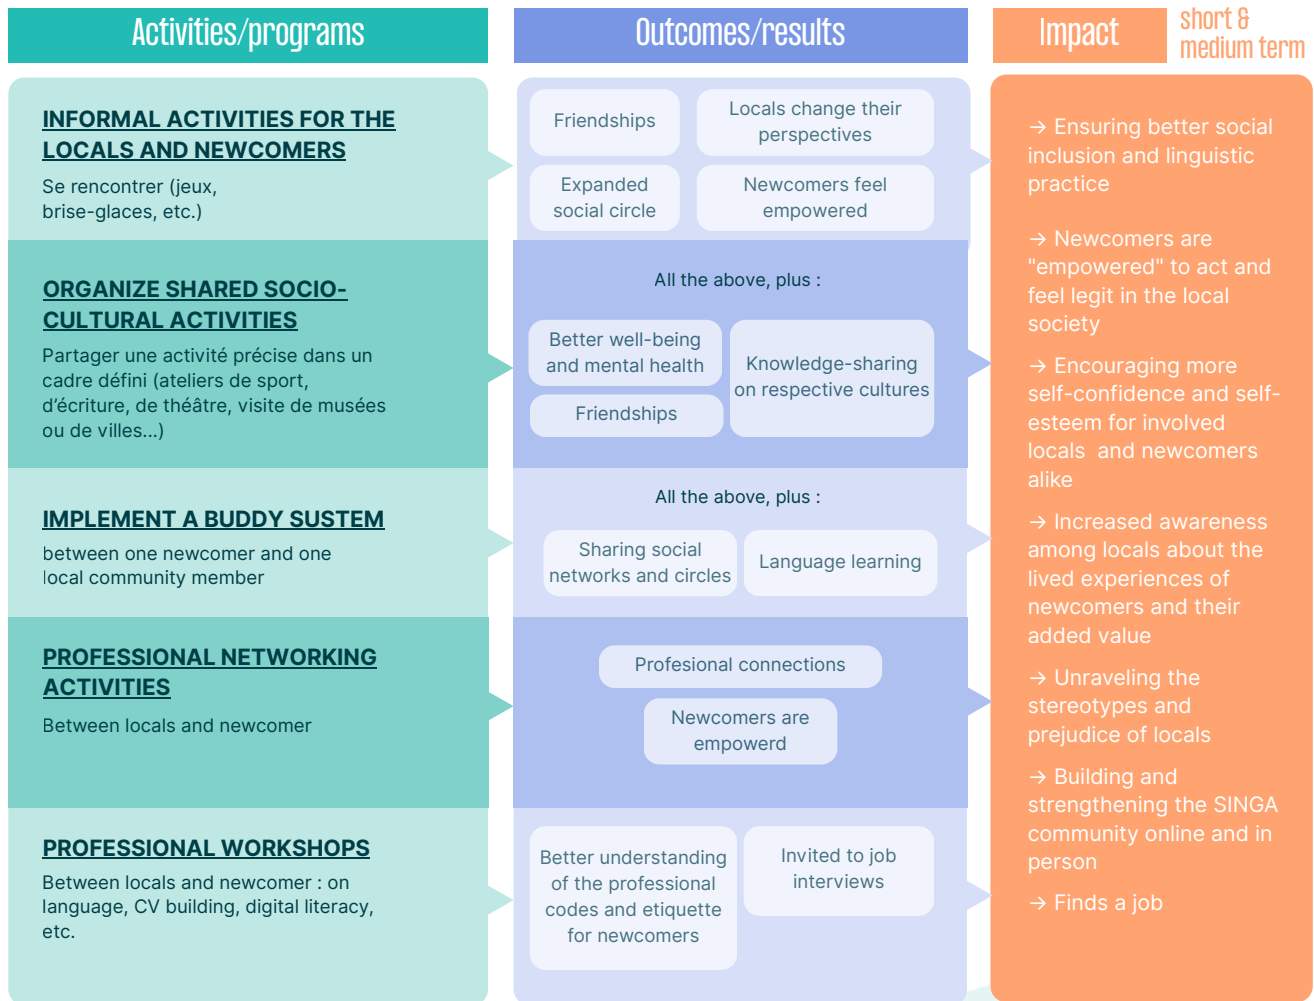 Activities/programs
INFORMAL ACTIVITIES FOR THE
LOCALS AND NEWCOMERS
Se rencontrer (jeux,
brise-glaces, etc.)
ORGANIZE SHARED SOCIO-
CULTURAL ACTIVITIES
Partager une activité précise dans un
cadre défini (ateliers de sport,
d’écriture, de théâtre, visite de musées
ou de villes...)
IMPLEMENT A BUDDY SUSTEM
between one newcomer and one
local community member
PROFESSIONAL NETWORKING
ACTIVITIES
Between locals and newcomer
PROFESSIONAL WORKSHOPS
Between locals and newcomer : on
language, CV building, digital literacy,
etc.
Outcomes/results
Friendships
Locals change their
perspectives
Expanded
social circle
Newcomers feel
empowered
All the above, plus :
Better well-being
and mental health
Friendships
Knowledge-sharing
on respective cultures
All the above, plus :
Sharing social
networks and circles
Language learning
Profesional connections
Newcomers are
empowerd
Better understanding
of the professional
codes and etiquette
for newcomers
Invited to job
interviews
Impact
short &
medium term
→ Ensuring better social
inclusion and linguistic
practice
→ Newcomers are
"empowered" to act and
feel legit in the local
society
→ Encouraging more
self-confidence and self-
esteem for involved
locals and newcomers
alike
→ Increased awareness
among locals about the
lived experiences of
newcomers and their
added value
→ Unraveling the
stereotypes and
prejudice of locals
→ Building and
strengthening the SINGA
community online and in
person
→ Finds a job